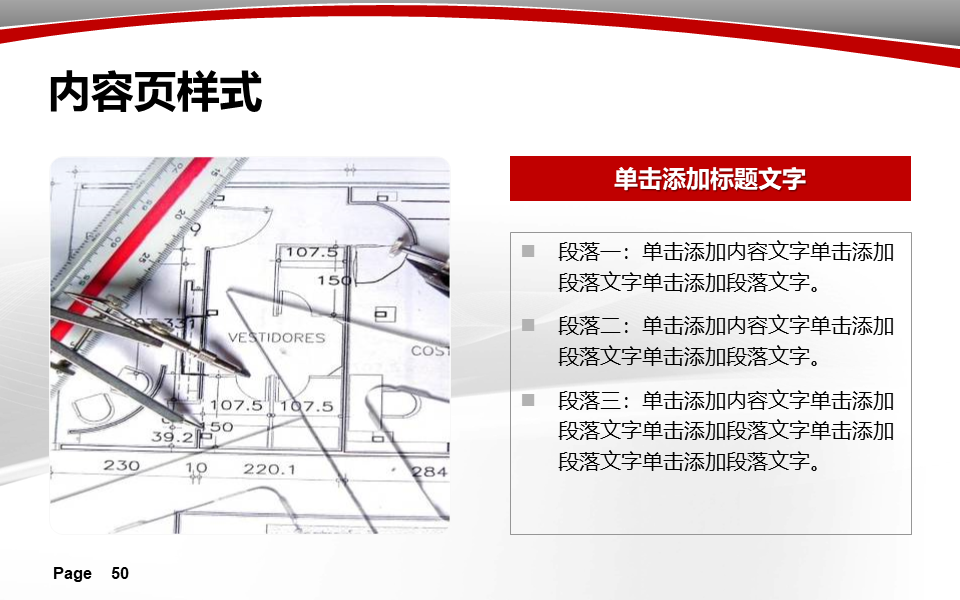 内容页样式
107.5
150
VESTIDORES
COS
107.5
107.5
150
39.2
230
10
220.1
284
单击添加标题文字
段落一：单击添加内容文字单击添加
段落文字单击添加段落文字。
段落二：单击添加内容文字单击添加
段落文字单击添加段落文字。
段落三：单击添加内容文字单击添加
段落文字单击添加段落文字单击添加
段落文字单击添加段落文字。
Page 50